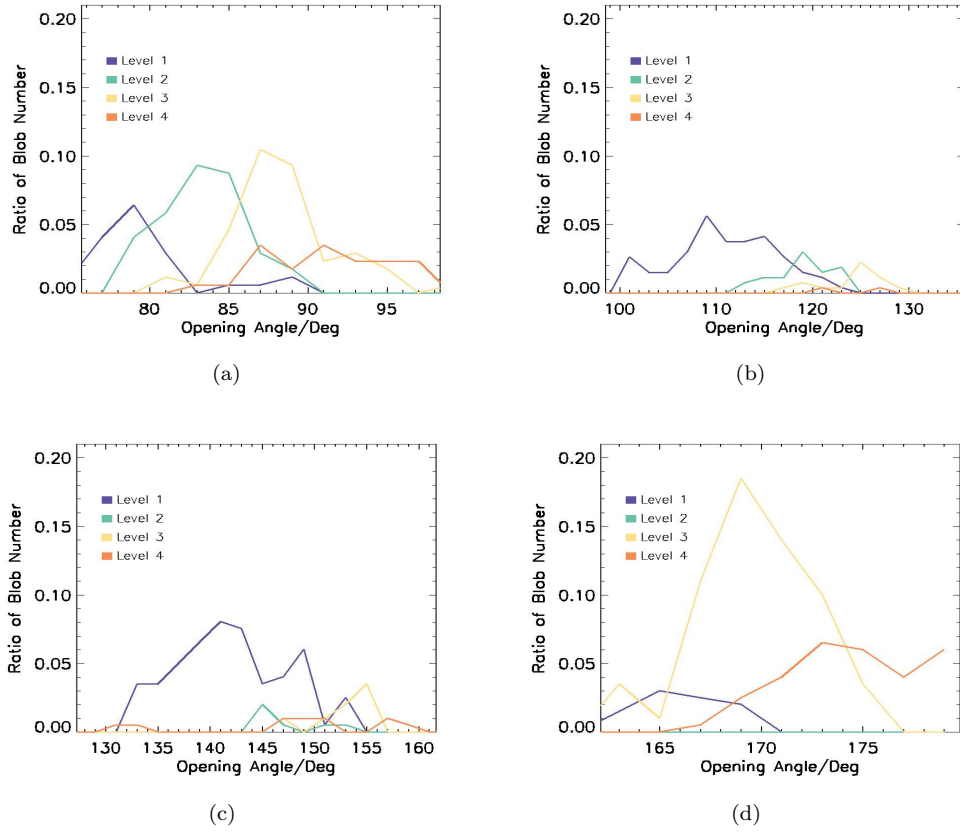 0.20
0.15
0.10
0.05
0.00
Ratio of Blob Number
Level 1
Level 2
Level 3
Level 4
80 85 90 95
Opening Angle/Deg
(a)
0.20
0.15
0.10
0.05
0.00
Ratio of Blob Number
Level 1
Level 2
Level 3
Level 4
100 110 120 130
Opening Angle/Deg
(b)
0.20
0.15
0.10
0.05
0.00
Ratio of Blob Number
Level 1
Level 2
Level 3
Level 4
130 135 140 145 150 155 160
Opening Angle/Deg
(c)
0.20
0.15
0.10
0.05
0.00
Ratio of Blob Number
Level 1
Level 2
Level 3
Level 4
165 170 175
Opening Angle/Deg
(d)